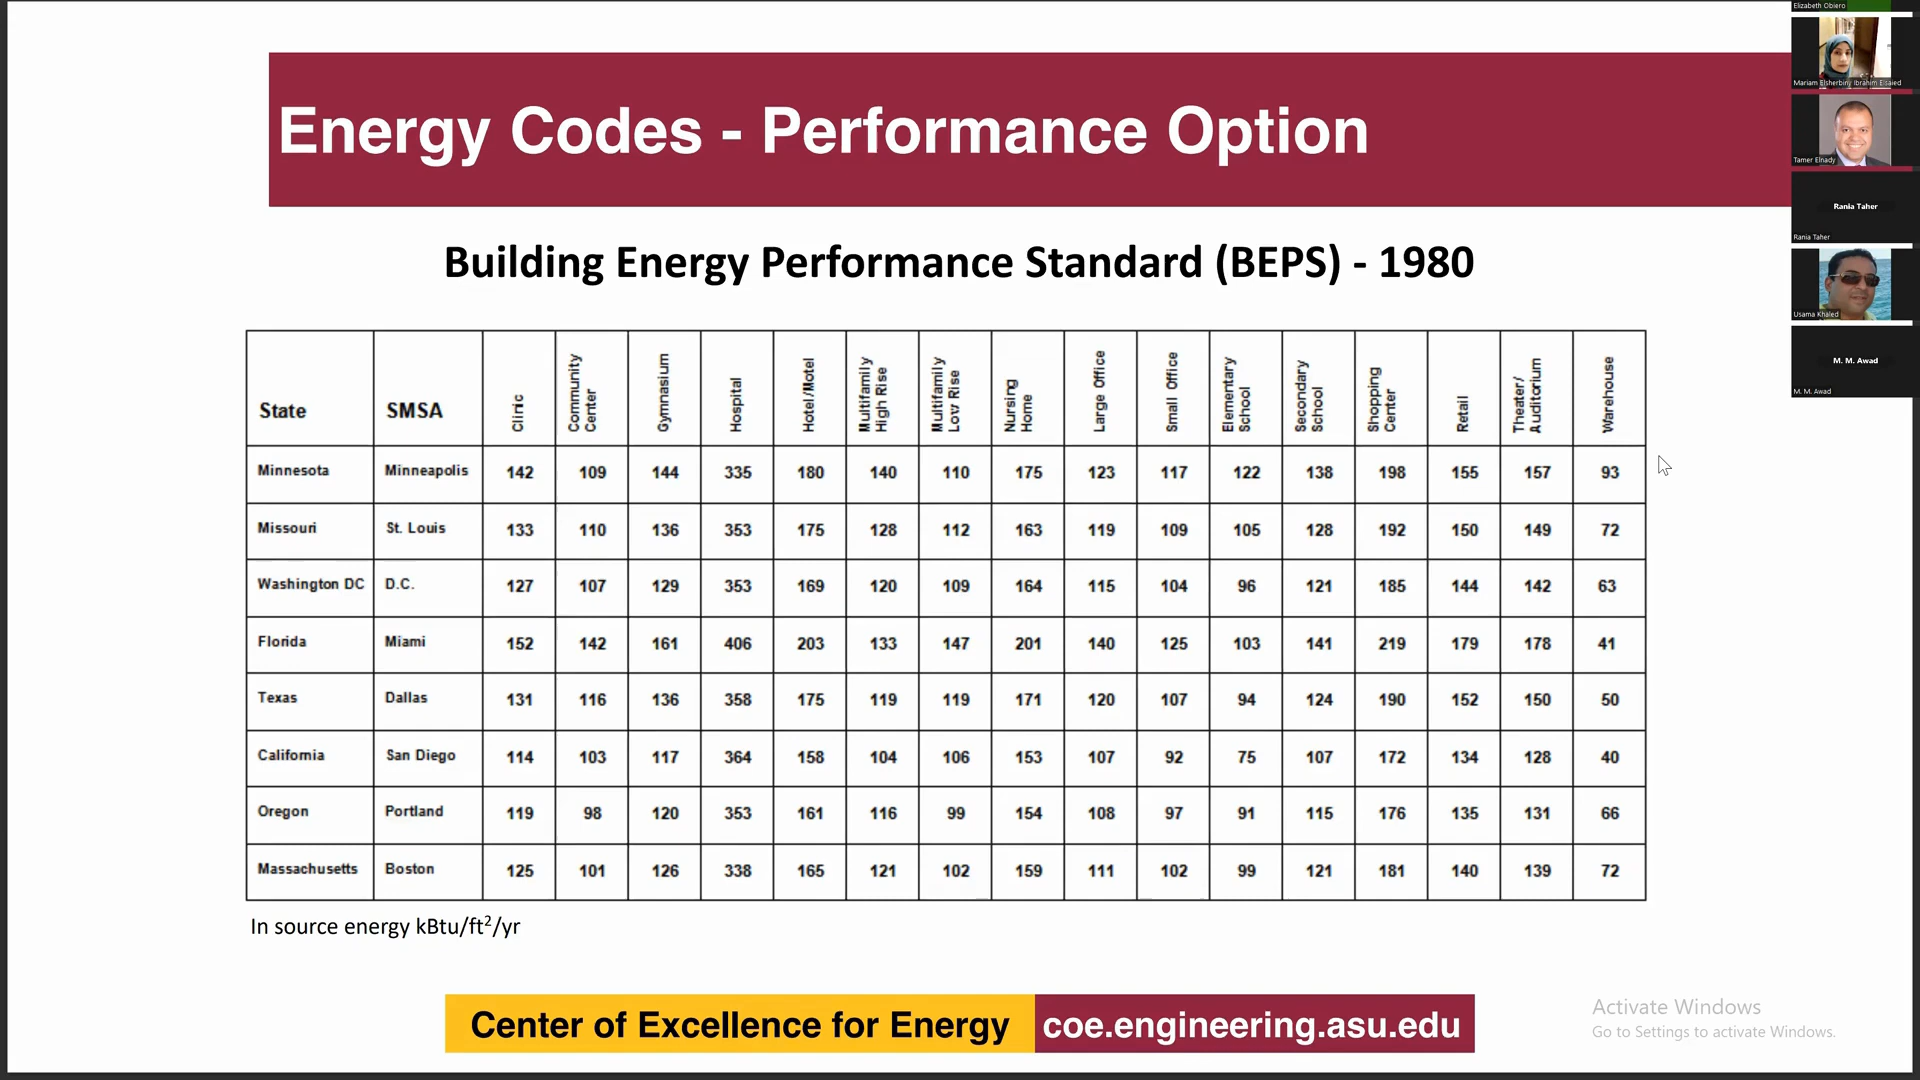 Energy Codes - Performance Option
Building Energy Performance Standard (BEPS) - 1980
State SMSA Clinic Community Center Gymnasium Hospital Hotel/Motel Multifamily High Rise Multifamily Low Rise Nursing Home Large Office Small Office Elementary School Secondary School Shopping Center Retail Theater/ Auditorium Warehouse
Minnesota Minneapolis 142 109 144 335 180 140 110 175 123 117 122 138 198 155 157 93
Missouri St. Louis 133 110 136 353 175 128 112 163 119 109 105 128 192 150 149 72
Washington DC D.C. 127 107 129 353 169 120 109 164 115 104 96 121 185 144 142 63
Florida Miami 152 142 161 406 203 133 147 201 140 125 103 141 219 179 178 41
Texas Dallas 131 116 136 358 175 119 119 171 120 107 94 124 190 152 150 50
California San Diego 114 103 117 364 158 104 106 153 107 92 75 107 172 134 128 40
Oregon Portland 119 98 120 353 161 116 99 154 108 97 91 115 176 135 131 66
Massachusetts Boston 125 101 126 338 165 121 102 159 111 102 99 121 181 140 139 72
In source energy kBtu/ft²/yr
Center of Excellence for Energy coe.engineering.asu.edu
Activate Windows
Go to Settings to activate Windows.
Elizabeth Obiero
Mariam Elsherbiny Ibrahim Elsaied
Tamer Elnady
Rania Taher
Rania Taher
Usama Khaled
M. M. Awad
M. M. Awad